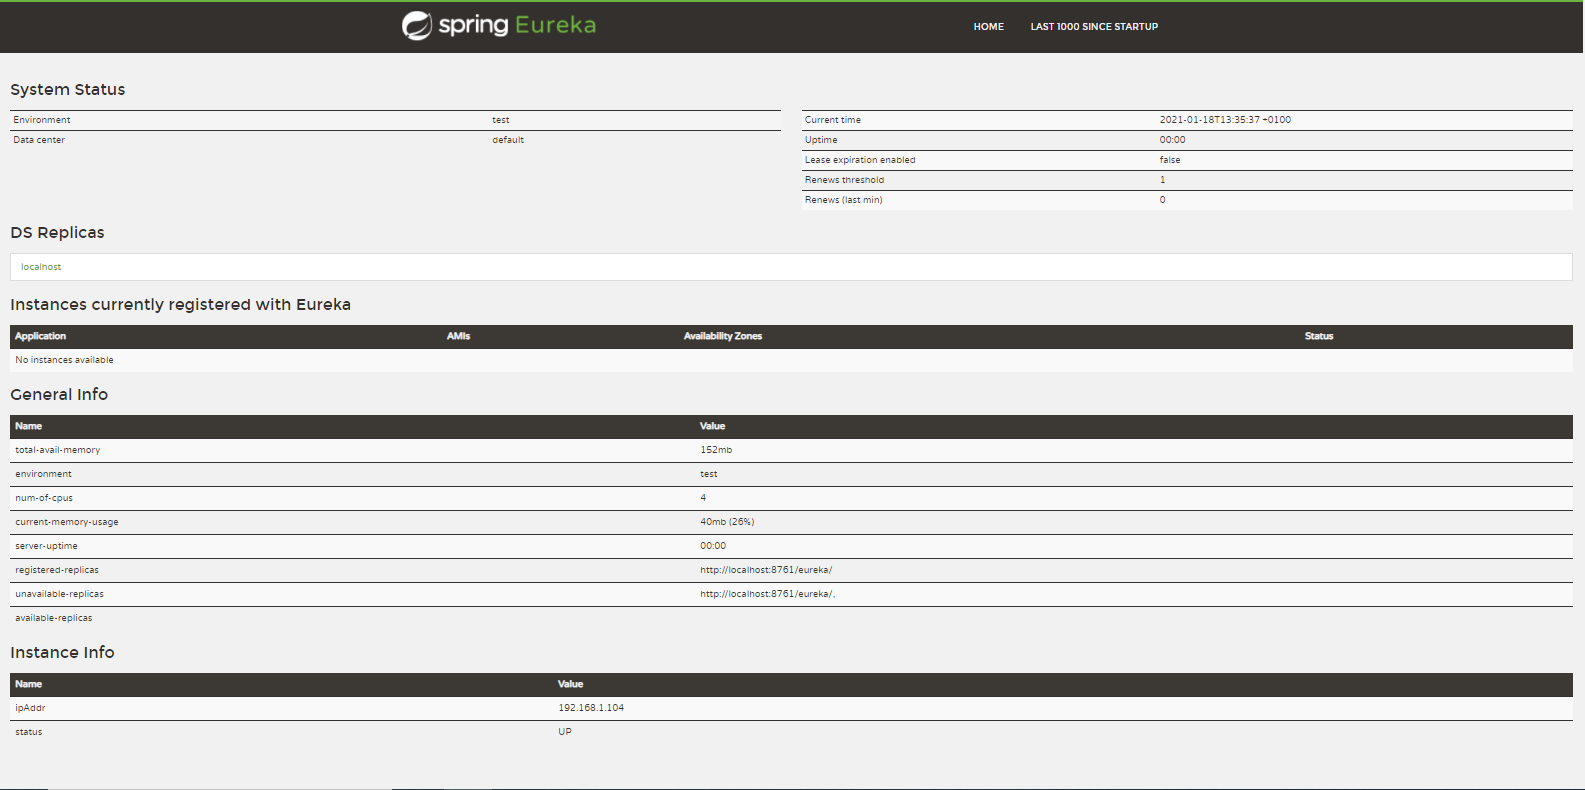 spring Eureka
HOME LAST 1000 SINCE STARTUP
System Status
Environment test
Data center default
Current time 2021-01-18T13:35:37 +0100
Uptime 00:00
Lease expiration enabled false
Renews threshold 1
Renews (last min) 0
DS Replicas
localhost
Instances currently registered with Eureka
Application AMIs Availability Zones Status
No instances available
General Info
Name Value
total-avail-memory 152mb
environment test
num-of-cpus 4
current-memory-usage 40mb (26%)
server-uptime 00:00
registered-replicas http://localhost:8761/eureka/
unavailable-replicas http://localhost:8761/eureka/,
available-replicas
Instance Info
Name Value
ipAddr 192.168.1.104
status UP